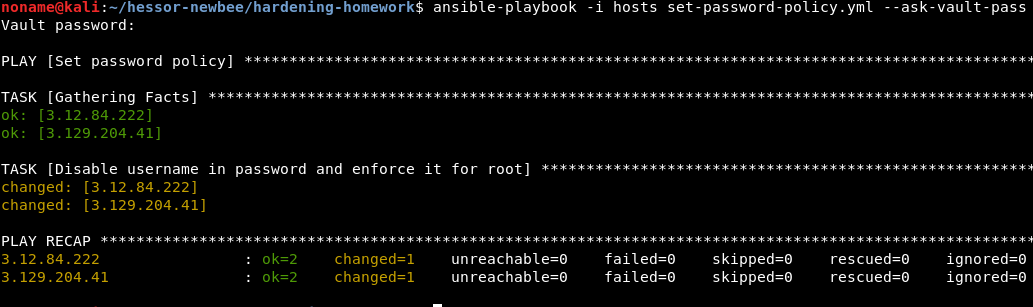 noname@kali:~/hessor-newbee/hardening-homework$ ansible-playbook -i hosts set-password-policy.yml --ask-vault-pass
Vault password:
PLAY [Set password policy] ****************************************************************************************
TASK [Gathering Facts] ********************************************************************************************
ok: [3.12.84.222]
ok: [3.129.204.41]
TASK [Disable username in password and enforce it for root] *******************************************************
changed: [3.12.84.222]
changed: [3.129.204.41]
PLAY RECAP ********************************************************************************************************
3.12.84.222                : ok=2    changed=1    unreachable=0    failed=0    skipped=0    rescued=0    ignored=0
3.129.204.41               : ok=2    changed=1    unreachable=0    failed=0    skipped=0    rescued=0    ignored=0